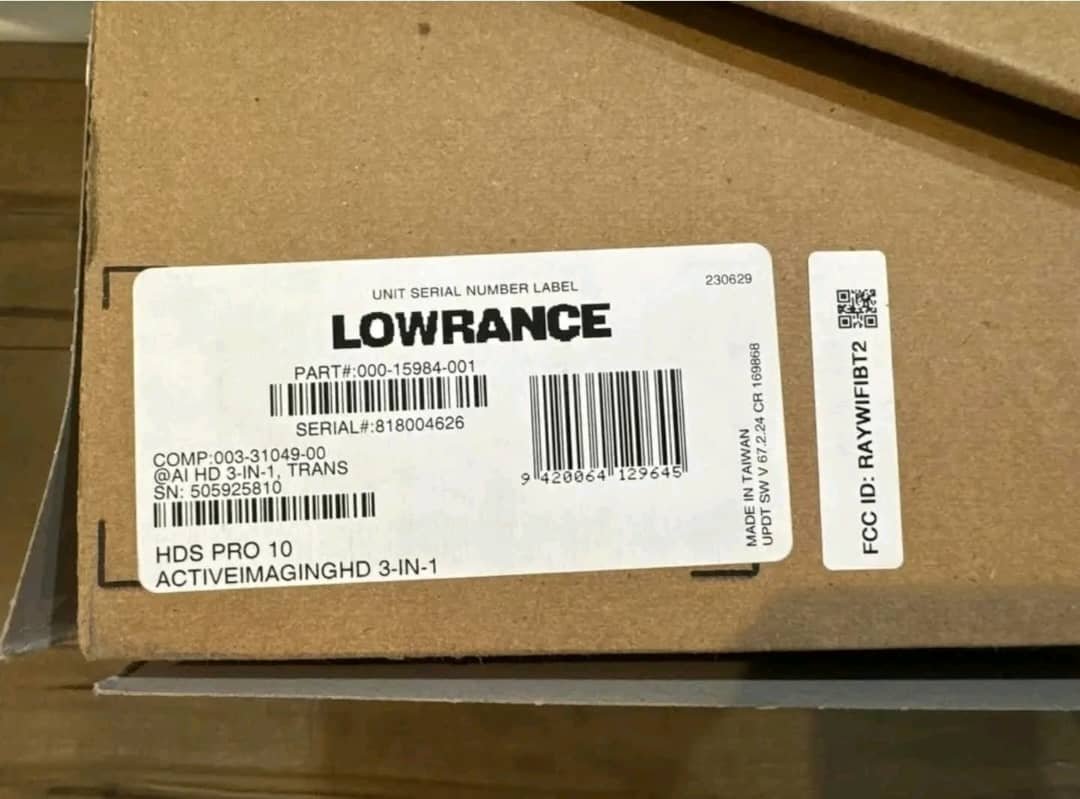 UNIT SERIAL NUMBER LABEL
230629
LOWRANCE
PART#:000-15984-001
SERIAL#:818004626
COMP:003-31049-00
@AI HD 3-IN-1, TRANS
SN: 505925810
HDS PRO 10
ACTIVEIMAGINGHD 3-IN-1
9 420064 129645
MADE IN TAIWAN
UPDT SW V 67.2.24 CR 169868
FCC ID: RAYWIFIBT2